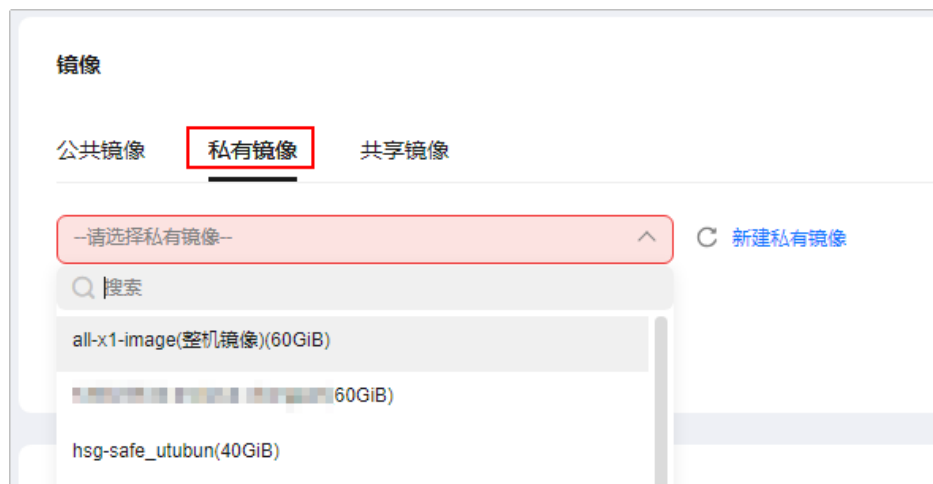 镜像
公共镜像 私有镜像 共享镜像
--请选择私有镜像-- 新建私有镜像
搜索
all-x1-image(整机镜像)(60GiB)
60GiB)
hsg-safe_utubun(40GiB)